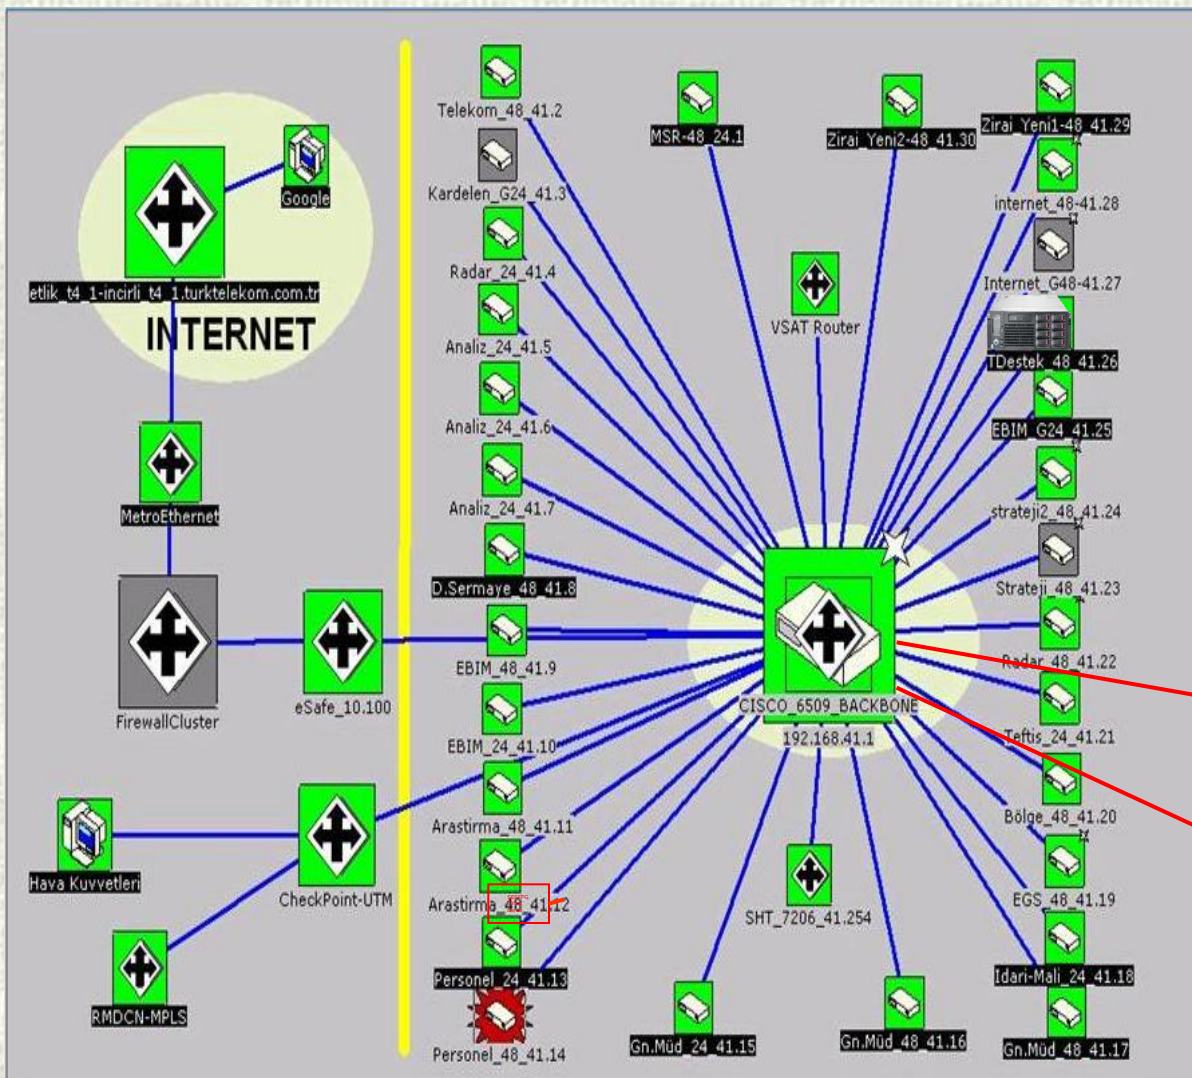 Google
etlik_t4_1-incirli_t4_1.turktelekom.com.tr
INTERNET
MetroEthernet
FirewallCluster
eSafe_10.100
Hava Kuvvetleri
CheckPoint-UTM
RMDCN-MPLS
Telekom_48_41.2
Kardelen_G24_41.3
Radar_24_41.4
Analiz_24_41.5
Analiz_24_41.6
Analiz_24_41.7
D.Sermaye_48_41.8
EBIM_48_41.9
EBIM_24_41.10
Arastirma_48_41.11
Arastirma_48_41.12
Personel_24_41.13
Personel_48_41.14
MSR-48_24.1
Zirai_Yeni2-48_41.30
VSAT Router
CISCO_6509_BACKBONE
192.168.41.1
SHT_7206_41.254
Gn.Müd_24_41.15
Gn.Müd_48_41.16
Zirai_Yeni1-48_41.29
internet_48-41.28
Internet_G48-41.27
TDestek_48_41.26
EBIM_G24_41.25
strateji2_48_41.24
Strateji_48_41.23
Radar_48_41.22
Teftis_24_41.21
Bölge_48_41.20
EGS_48_41.19
Idari-Mali_24_41.18
Gn.Müd_48_41.17